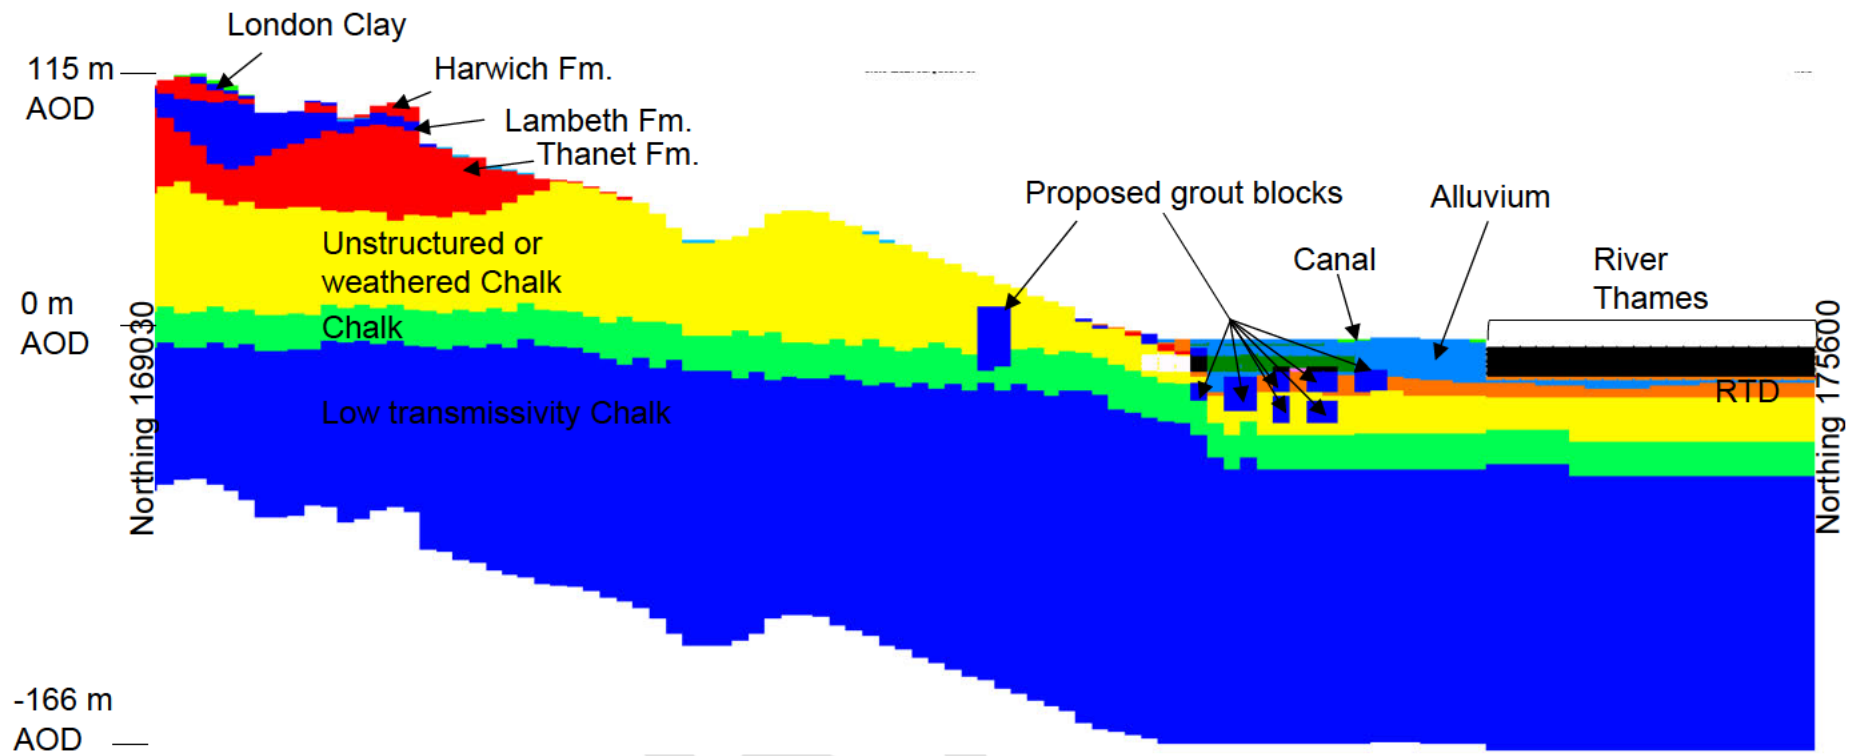 London Clay
115 m
AOD
Harwich Fm.
Lambeth Fm.
Thanet Fm.
Proposed grout blocks
Alluvium
Unstructured or
weathered Chalk
Canal
River
Thames
0 m
AOD
Chalk
Northing 169030
Northing 175600
RTD
Low transmissivity Chalk
-166 m
AOD